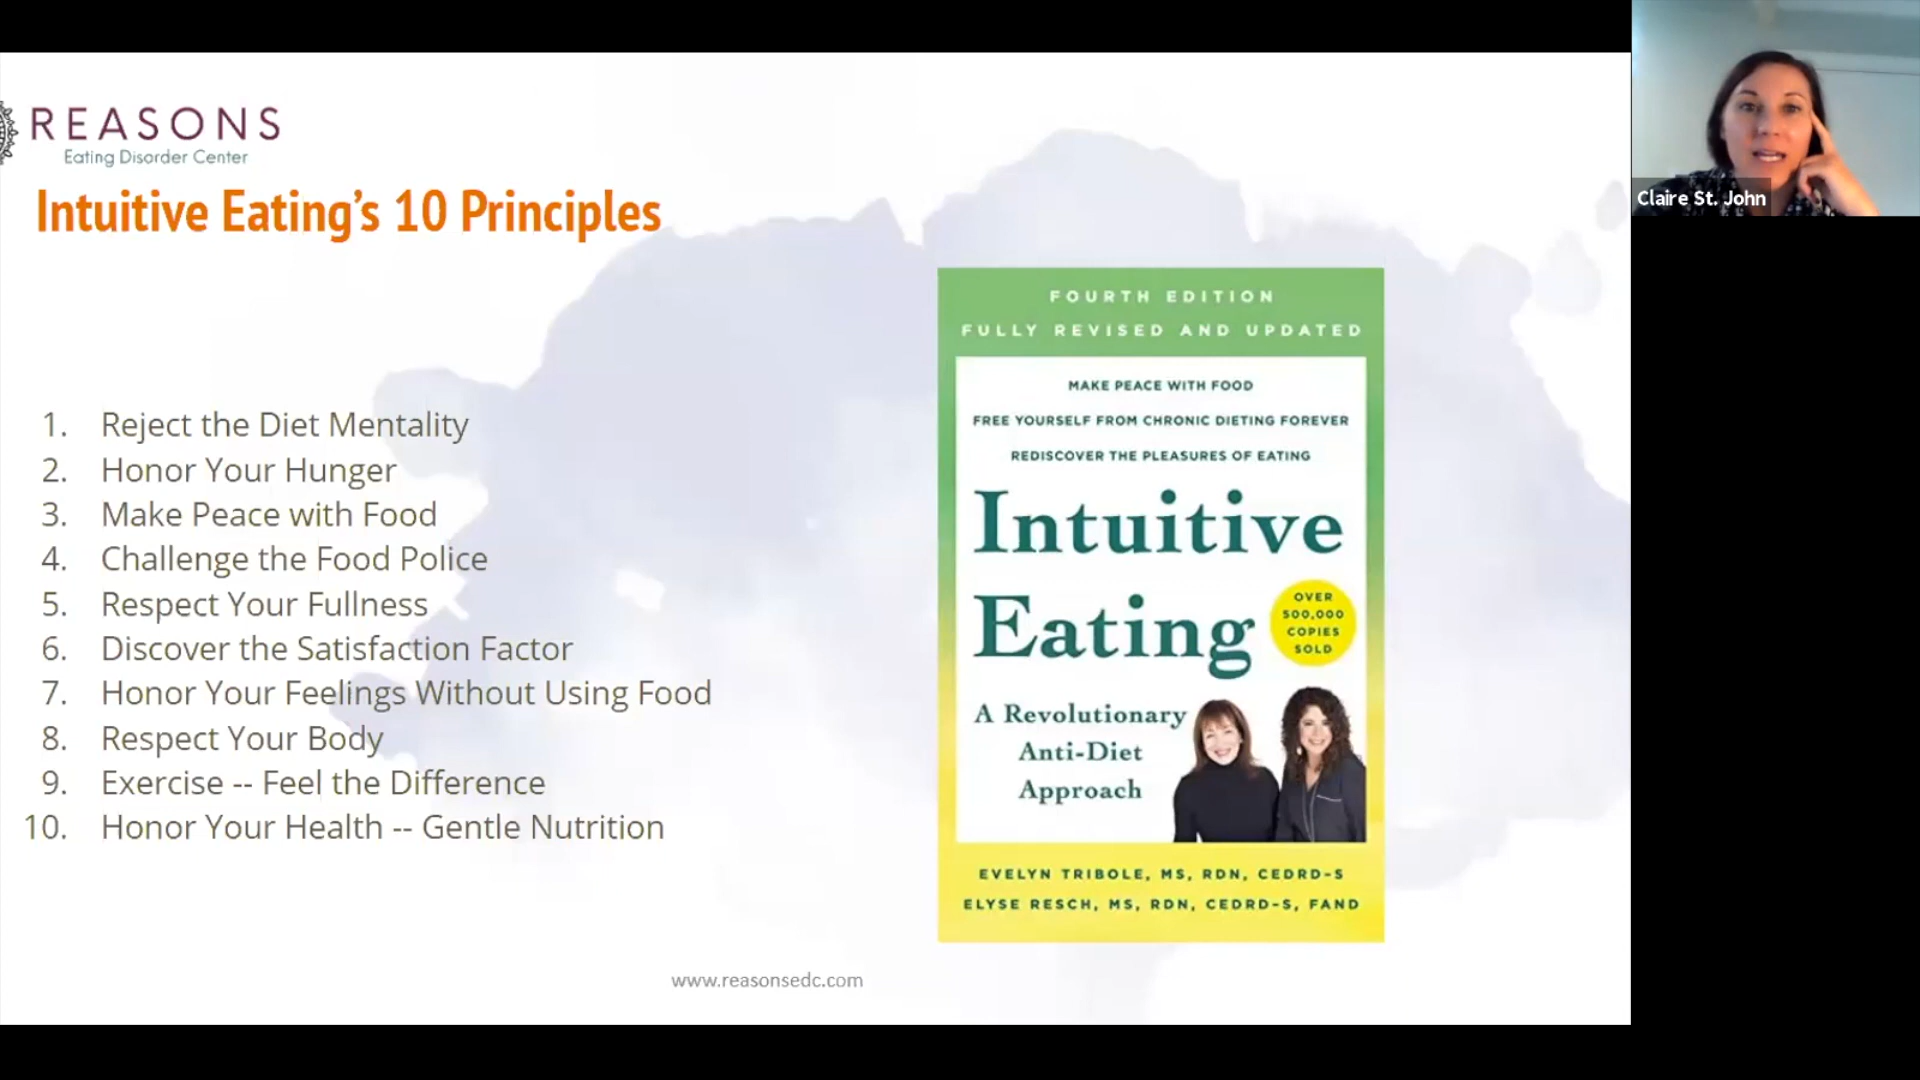 REASONS
Eating Disorder Center
Intuitive Eating's 10 Principles
1. Reject the Diet Mentality
2. Honor Your Hunger
3. Make Peace with Food
4. Challenge the Food Police
5. Respect Your Fullness
6. Discover the Satisfaction Factor
7. Honor Your Feelings Without Using Food
8. Respect Your Body
9. Exercise -- Feel the Difference
10. Honor Your Health -- Gentle Nutrition
FOURTH EDITION
FULLY REVISED AND UPDATED
MAKE PEACE WITH FOOD
FREE YOURSELF FROM CHRONIC DIETING FOREVER
REDISCOVER THE PLEASURES OF EATING
Intuitive
Eating
OVER
500,000
COPIES
SOLD
A Revolutionary
Anti-Diet
Approach
EVELYN TRIBOLE, MS, RDN, CEDRD-S
ELYSE RESCH, MS, RDN, CEDRD-S, FAND
www.reasonsedc.com
Claire St. John